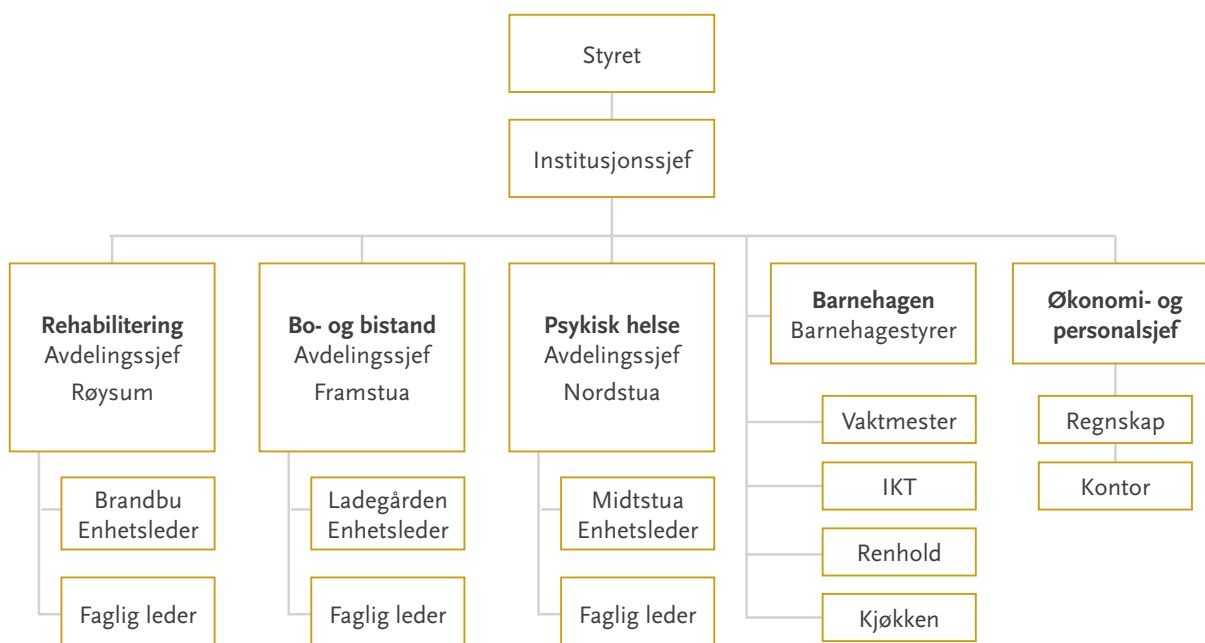 Styret
Institusjonssjef
Rehabilitering
Avdelingssjef
Røysum
Bo- og bistand
Avdelingssjef
Framstua
Psykisk helse
Avdelingssjef
Nordstua
Barnehagen
Barnehagestyrer
Økonomi- og
personalsjef
Brandbu
Enhetsleder
Faglig leder
Ladegården
Enhetsleder
Faglig leder
Midtstua
Enhetsleder
Faglig leder
Vaktmester
IKT
Renhold
Kjøkken
Regnskap
Kontor